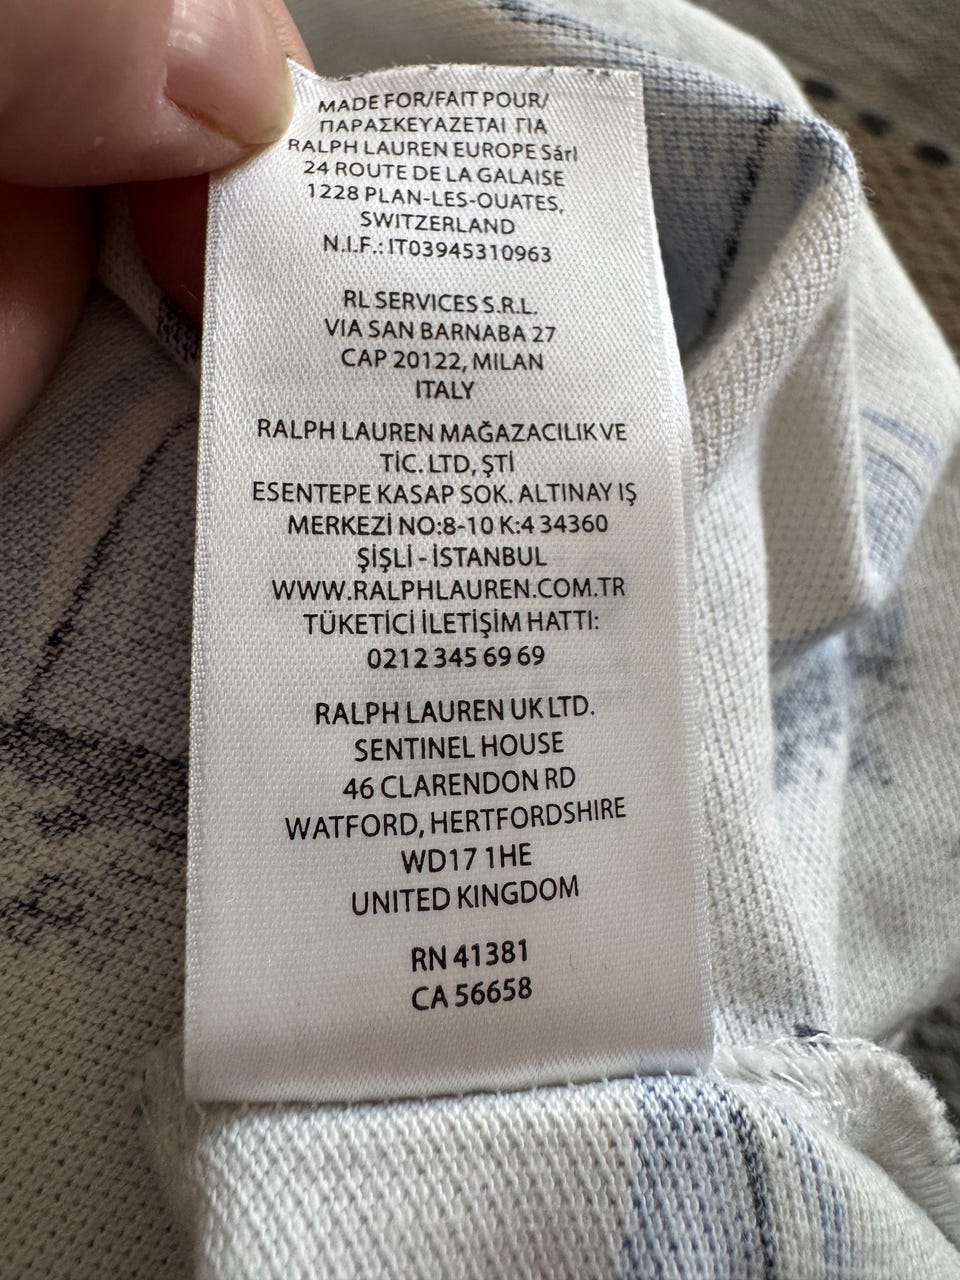 MADE FOR/FAIT POUR/
ΠΑΡΑΣΚΕΥΑΖΕΤΑΙ ΓΙΑ
RALPH LAUREN EUROPE Sárl
24 ROUTE DE LA GALAISE
1228 PLAN-LES-OUATES,
SWITZERLAND
N.I.F.: IT03945310963
RL SERVICES S.R.L.
VIA SAN BARNABA 27
CAP 20122, MILAN
ITALY
RALPH LAUREN MAĞAZACILIK VE
TİC. LTD, ŞTİ
ESENTEPE KASAP SOK. ALTINAY IŞ
MERKEZİ NO:8-10 K:4 34360
ŞİŞLİ - İSTANBUL
WWW.RALPHLAUREN.COM.TR
TÜKETİCİ İLETİŞİM HATTI:
0212 345 69 69
RALPH LAUREN UK LTD.
SENTINEL HOUSE
46 CLARENDON RD
WATFORD, HERTFORDSHIRE
WD17 1HE
UNITED KINGDOM
RN 41381
CA 56658